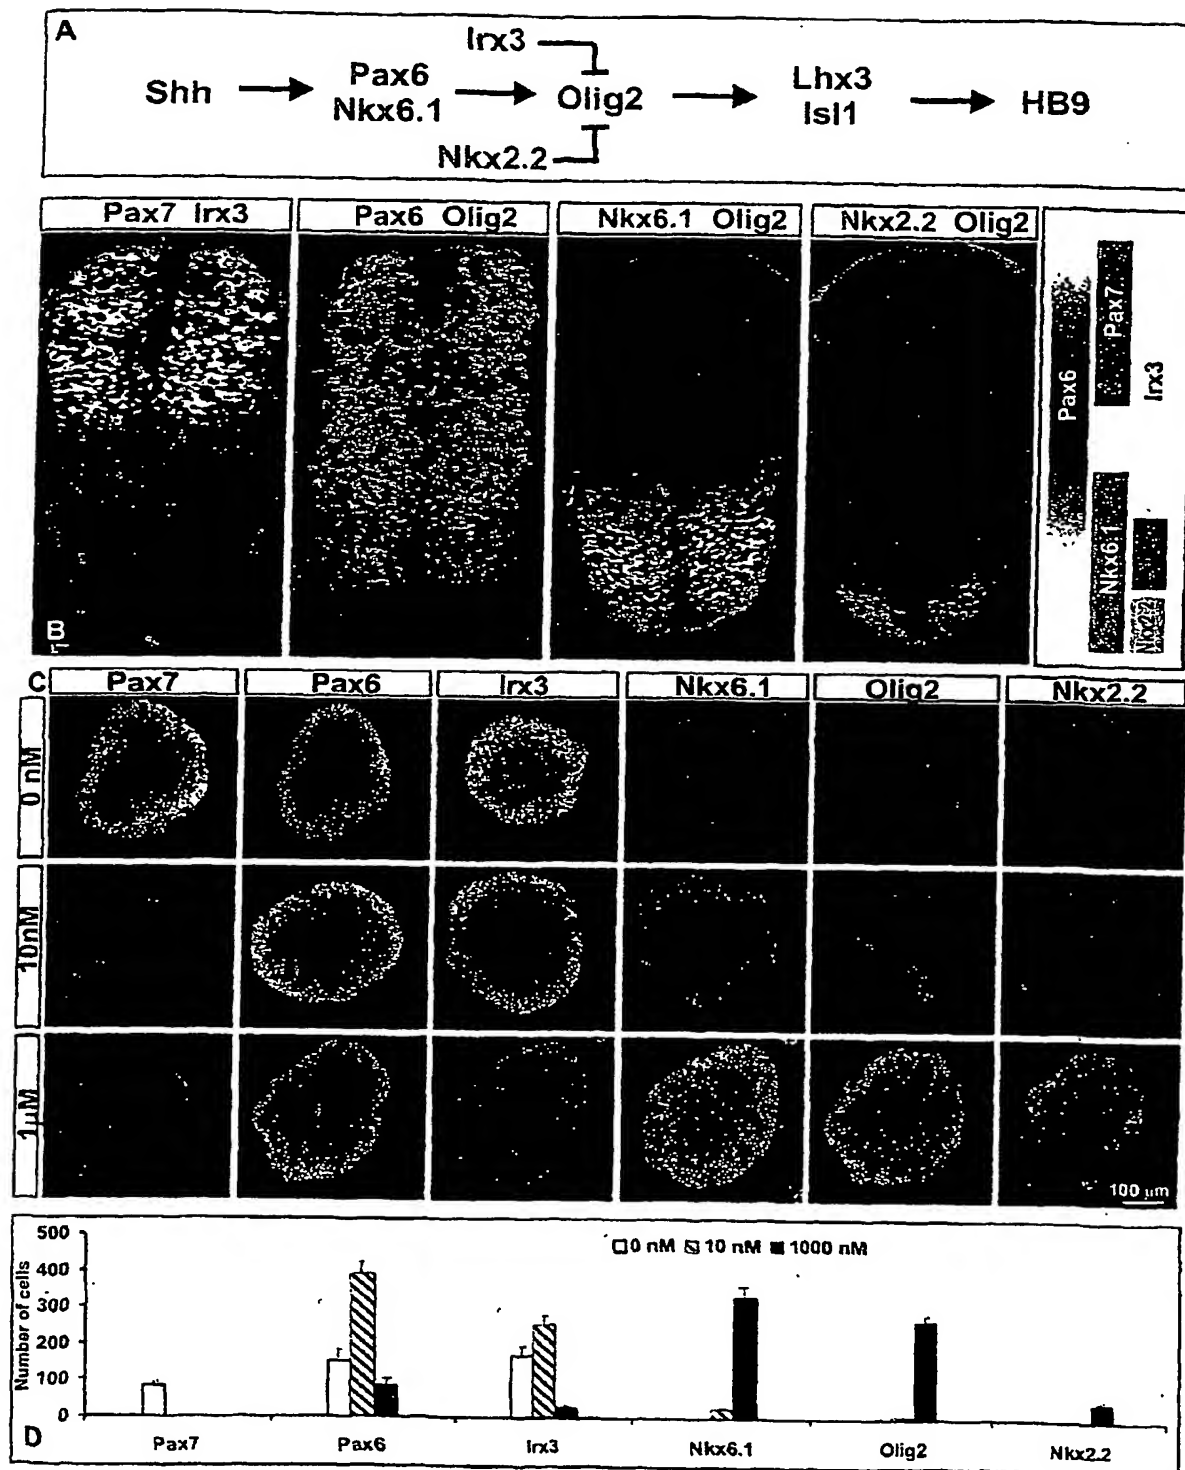 A
Irx3
Shh
Pax6
Nkx6.1
Olig2
Lhx3
Isl1
HB9
Nkx2.2
Pax7 Irx3
Pax6 Olig2
Nkx6.1 Olig2
Nkx2.2 Olig2
Pax6
Pax7
Irx3
Nkx6.1
Nkx2.2
B
C
Pax7
Pax6
Irx3
Nkx6.1
Olig2
Nkx2.2
0 nM
10nM
1µM
100 µm
Number of cells
500
400
300
200
100
0
0 nM 10 nM 1000 nM
D
Pax7
Pax6
Irx3
Nkx6.1
Olig2
Nkx2.2